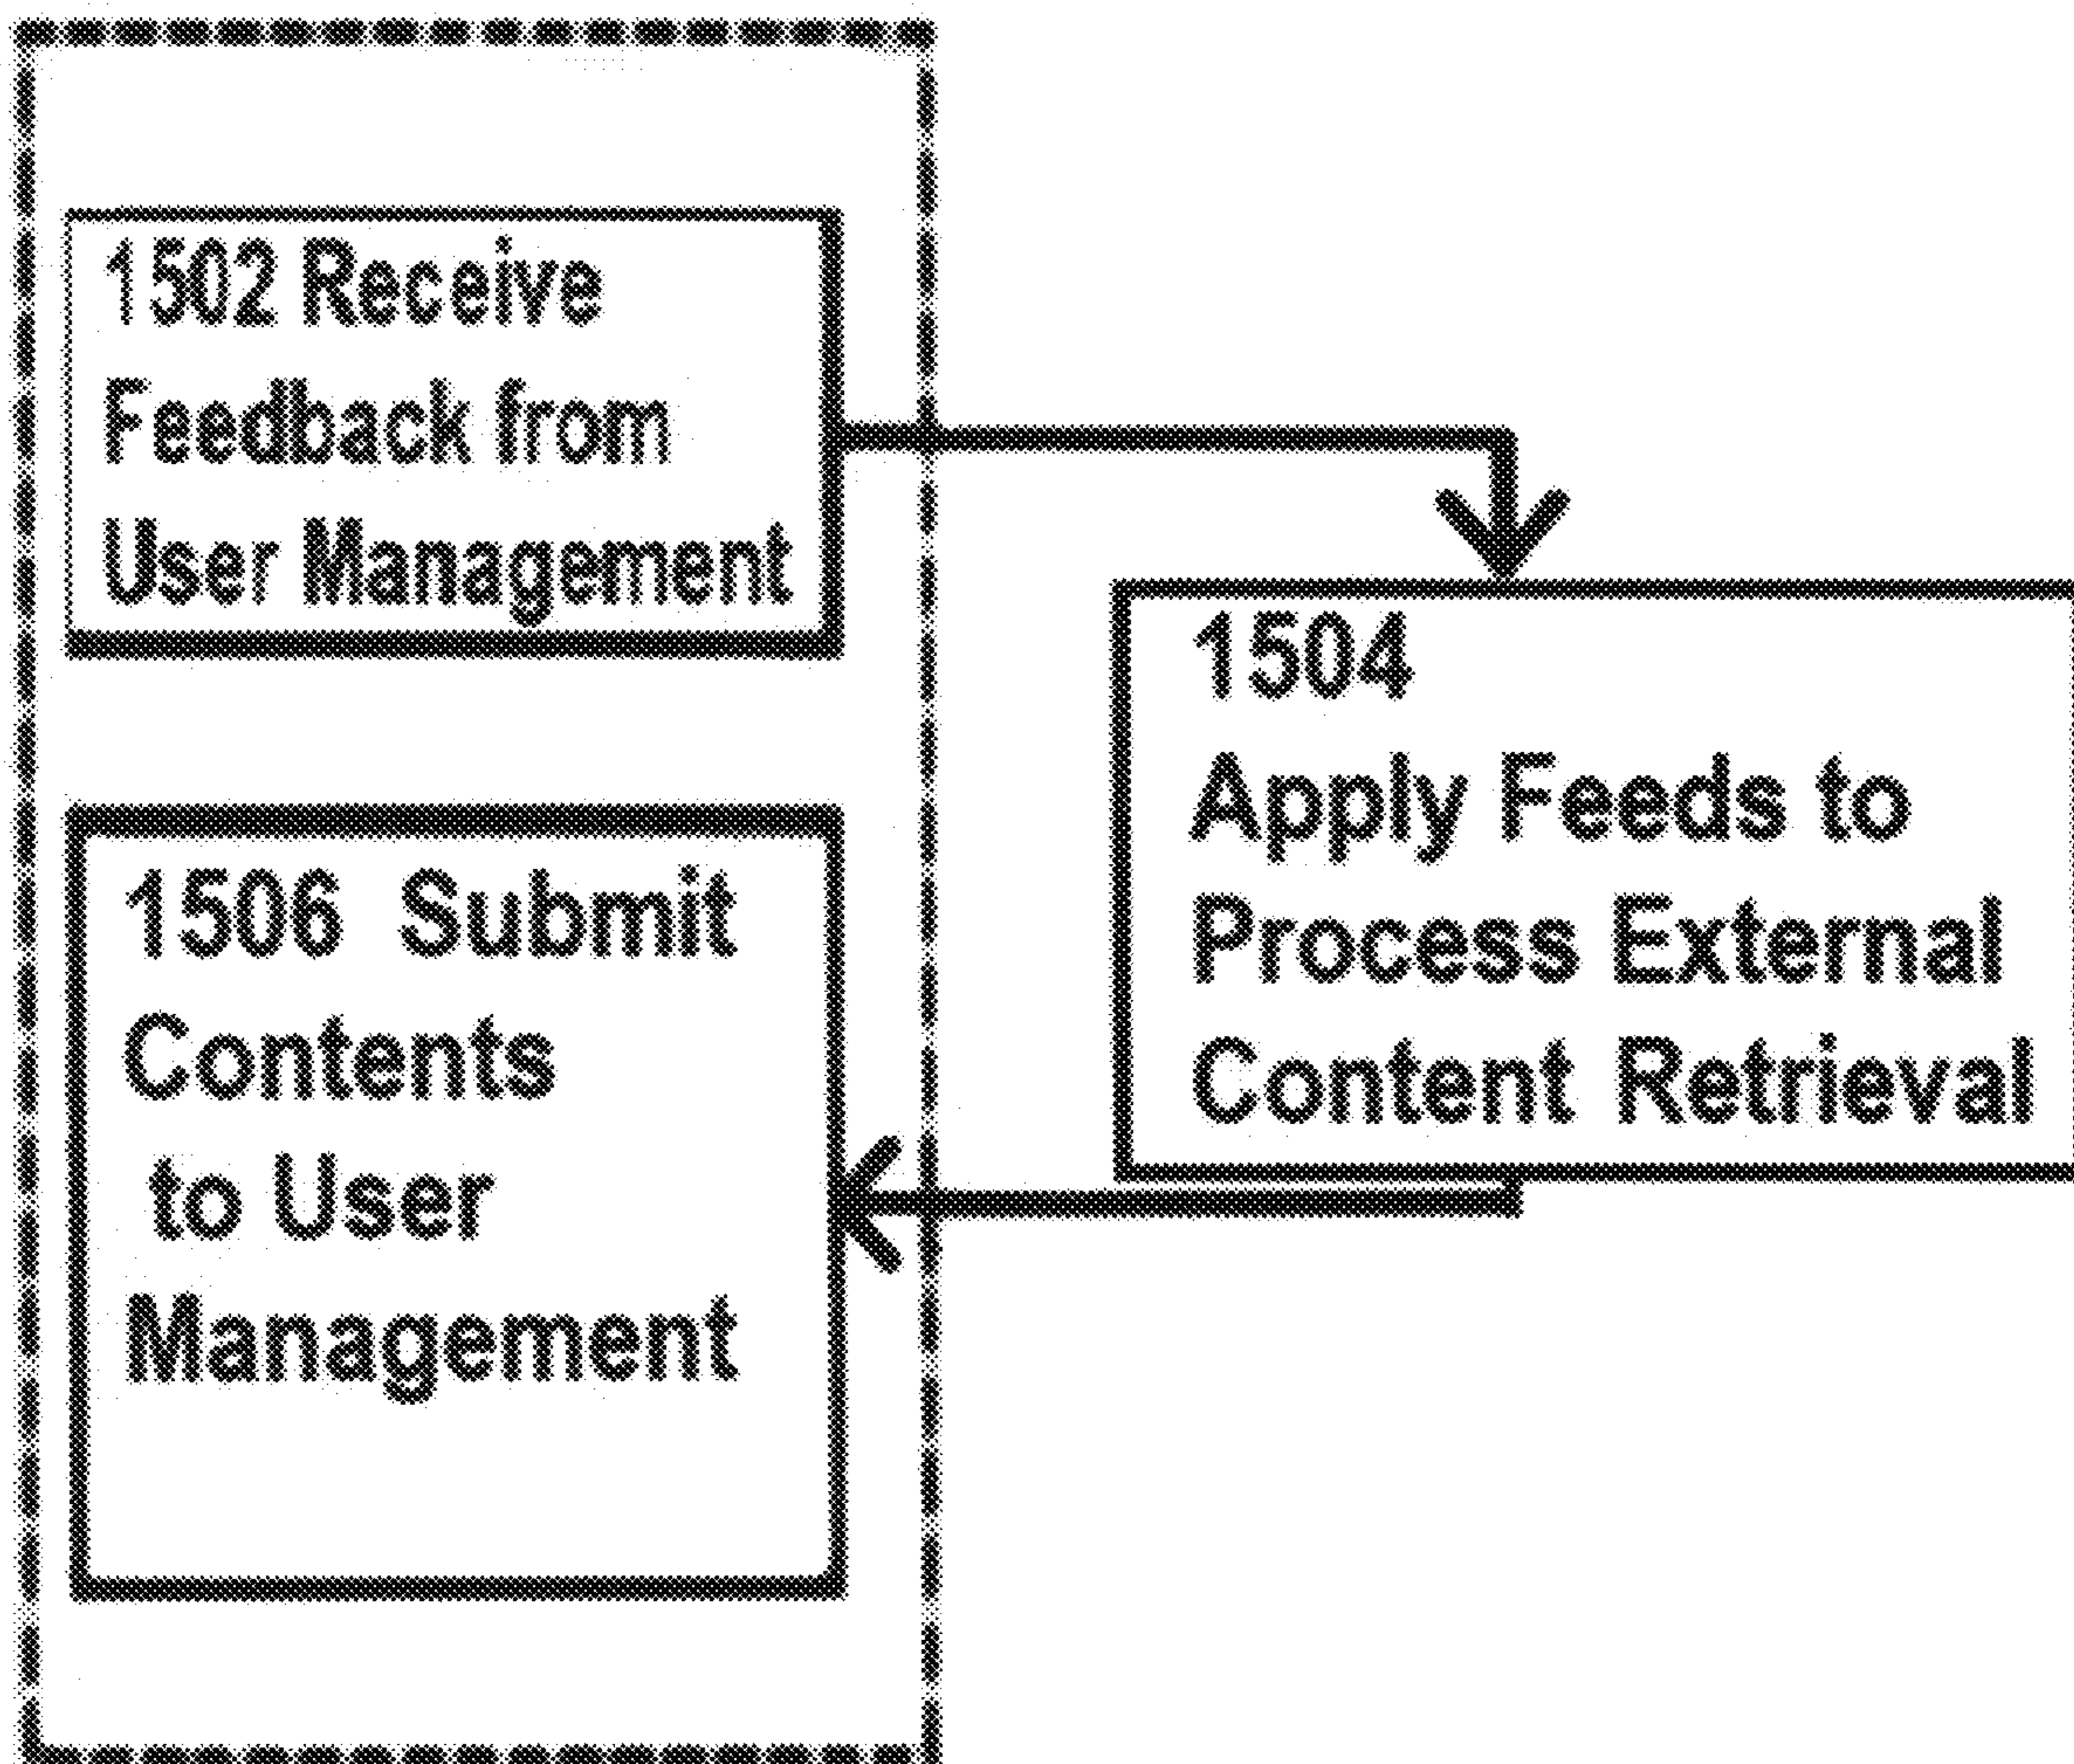 1502 Receive
Feedback from
User Management
1504
Apply Feeds to
Process External
Content Retrieval
1506 Submit
Contents
to User
Management